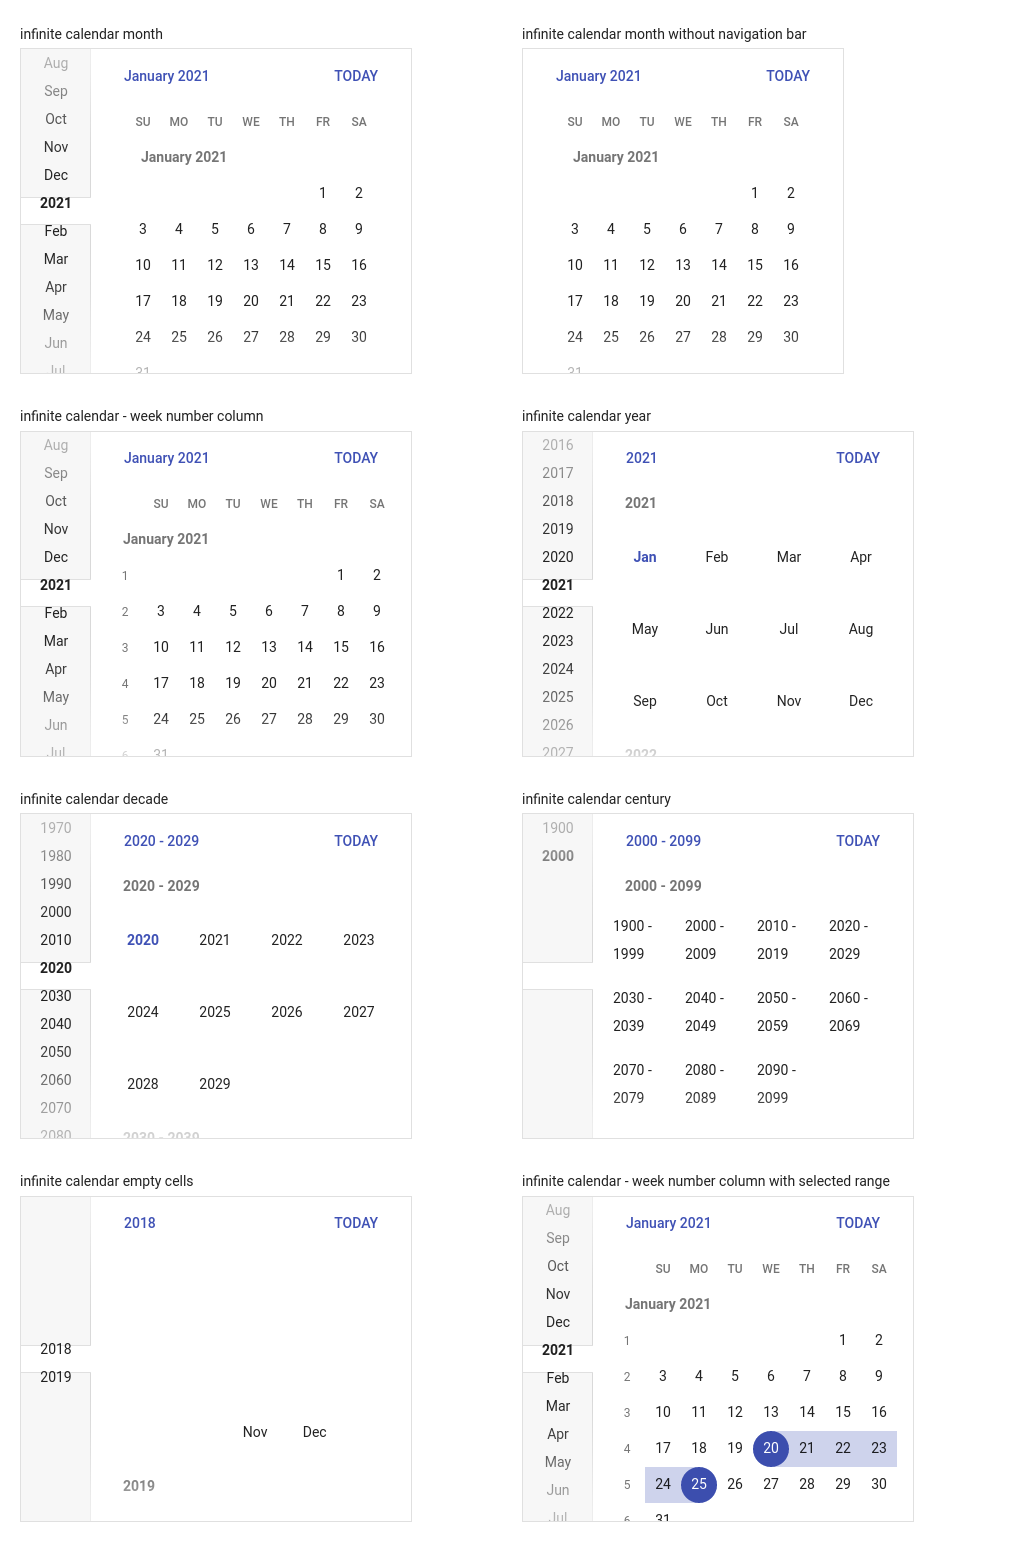 infinite calendar month
Aug
Sep
Oct
Nov
Dec
2021
Feb
Mar
Apr
May
Jun
Jul
January 2021 TODAY
SU MO TU WE TH FR SA
January 2021
1 2
3 4 5 6 7 8 9
10 11 12 13 14 15 16
17 18 19 20 21 22 23
24 25 26 27 28 29 30
31
infinite calendar month without navigation bar
January 2021 TODAY
SU MO TU WE TH FR SA
January 2021
1 2
3 4 5 6 7 8 9
10 11 12 13 14 15 16
17 18 19 20 21 22 23
24 25 26 27 28 29 30
31
infinite calendar - week number column
Aug
Sep
Oct
Nov
Dec
2021
Feb
Mar
Apr
May
Jun
Jul
January 2021 TODAY
SU MO TU WE TH FR SA
January 2021
1 1 2
2 3 4 5 6 7 8 9
3 10 11 12 13 14 15 16
4 17 18 19 20 21 22 23
5 24 25 26 27 28 29 30
6 31
infinite calendar year
2016
2017
2018
2019
2020
2021
2022
2023
2024
2025
2026
2027
2021 TODAY
2021
Jan Feb Mar Apr
May Jun Jul Aug
Sep Oct Nov Dec
2022
infinite calendar decade
1970
1980
1990
2000
2010
2020
2030
2040
2050
2060
2070
2080
2020 - 2029 TODAY
2020 - 2029
2020 2021 2022 2023
2024 2025 2026 2027
2028 2029
2030 - 2039
infinite calendar century
1900
2000
2000 - 2099 TODAY
2000 - 2099
1900 - 2000 - 2010 - 2020 -
1999 2009 2019 2029
2030 - 2040 - 2050 - 2060 -
2039 2049 2059 2069
2070 - 2080 - 2090 -
2079 2089 2099
infinite calendar empty cells
2018
2019
2018 TODAY
Nov Dec
2019
infinite calendar - week number column with selected range
Aug
Sep
Oct
Nov
Dec
2021
Feb
Mar
Apr
May
Jun
Jul
January 2021 TODAY
SU MO TU WE TH FR SA
January 2021
1 1 2
2 3 4 5 6 7 8 9
3 10 11 12 13 14 15 16
4 17 18 19 20 21 22 23
5 24 25 26 27 28 29 30
6 31